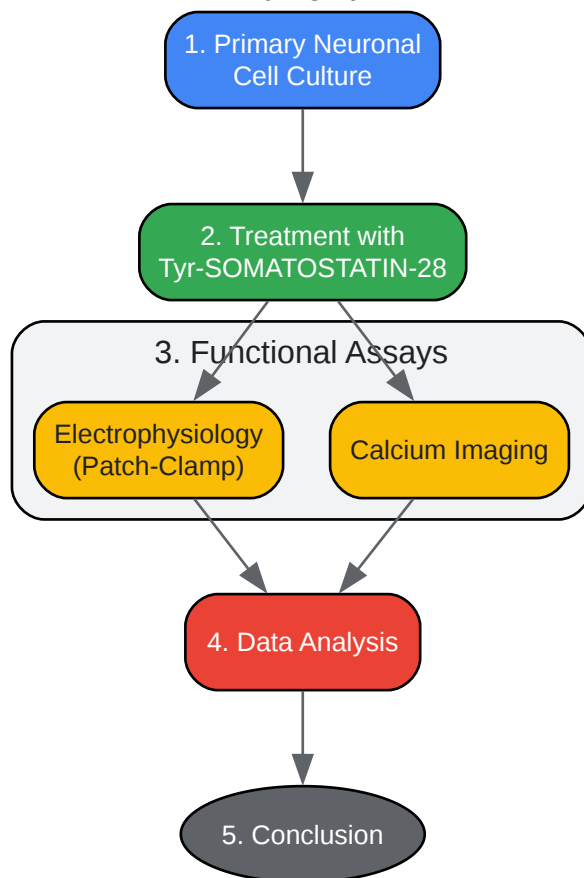 1. Primary Neuronal
Cell Culture
2. Treatment with
Tyr-SOMATOSTATIN-28
3. Functional Assays
Electrophysiology
(Patch-Clamp)
Calcium Imaging
4. Data Analysis
5. Conclusion